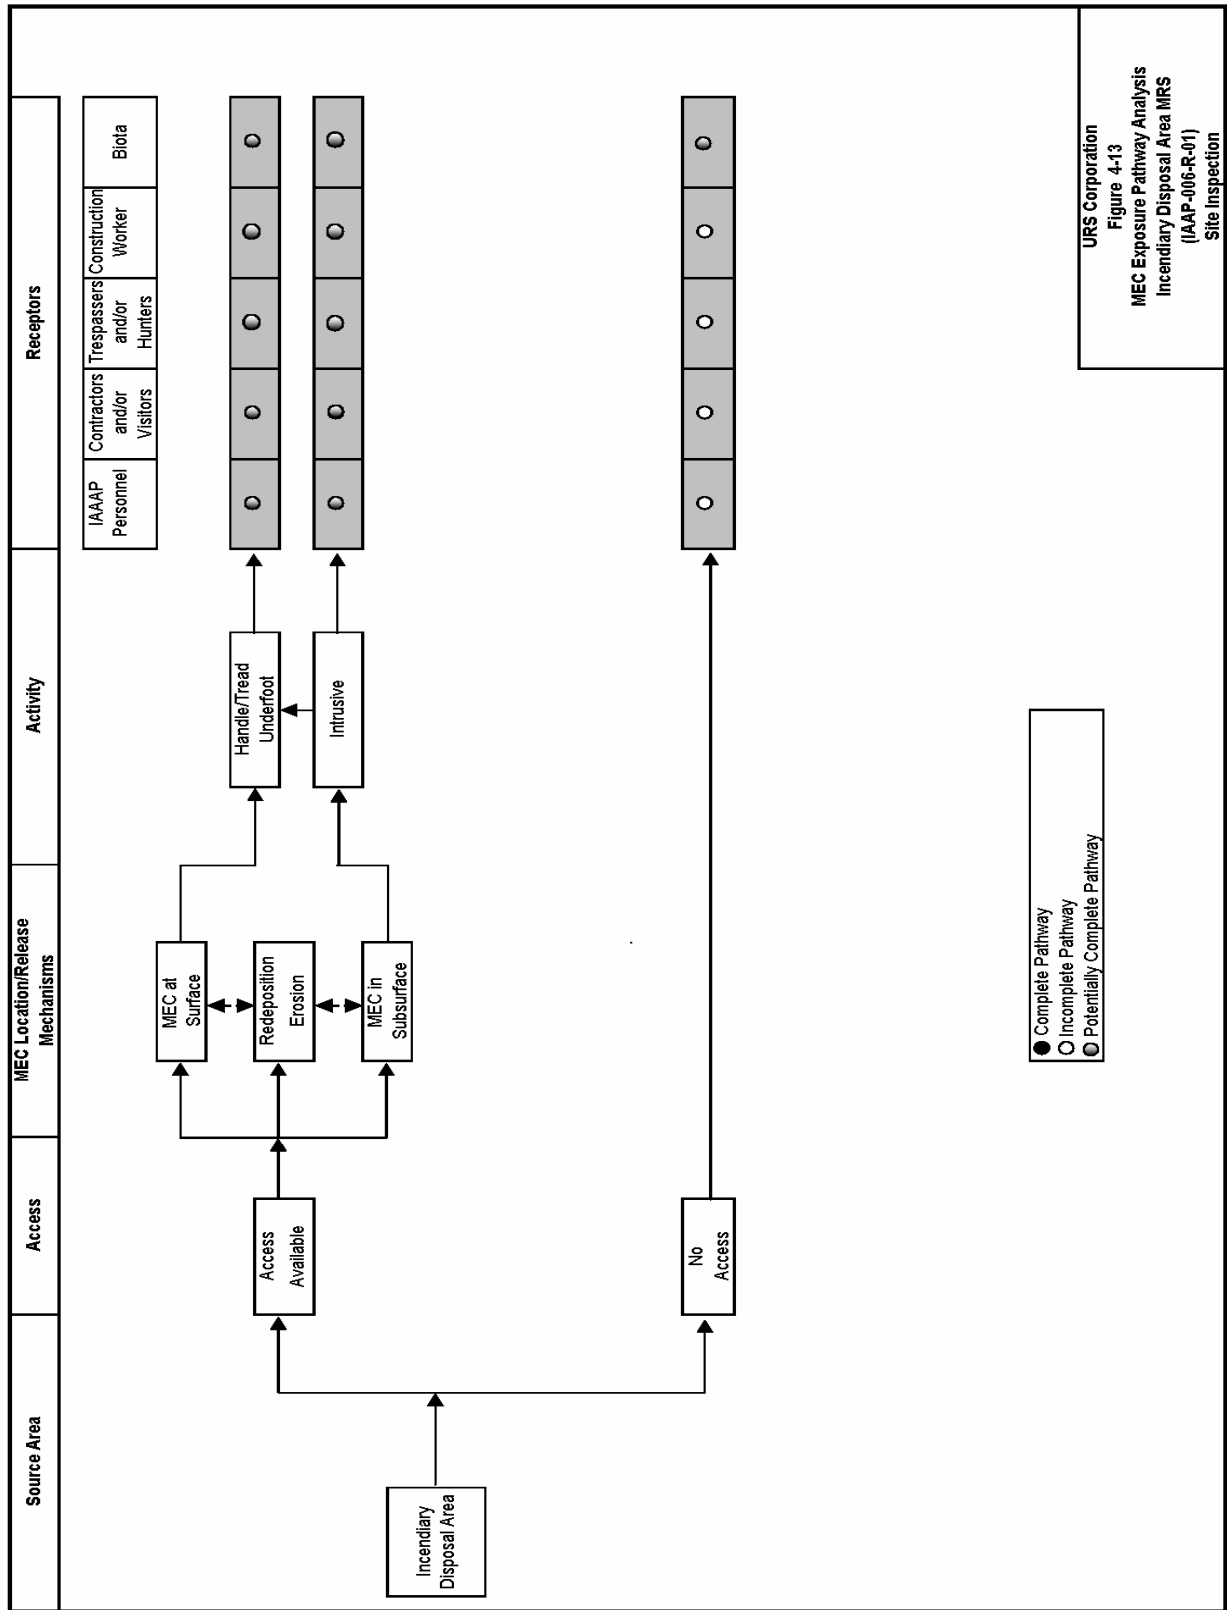 Source Area
Access
MEC Location/Release
Mechanisms
Activity
Receptors
IAAAP
Personnel
Contractors
and/or
Visitors
Trespassers
and/or
Hunters
Construction
Worker
Biota
Incendiary
Disposal Area
Access
Available
No
Access
MEC at
Surface
Redeposition
Erosion
MEC in
Subsurface
Handle/Tread
Underfoot
Intrusive
Complete Pathway
Incomplete Pathway
Potentially Complete Pathway
URS Corporation
Figure 4-13
MEC Exposure Pathway Analysis
Incendiary Disposal Area MRS
(IAAP-006-R-01)
Site Inspection